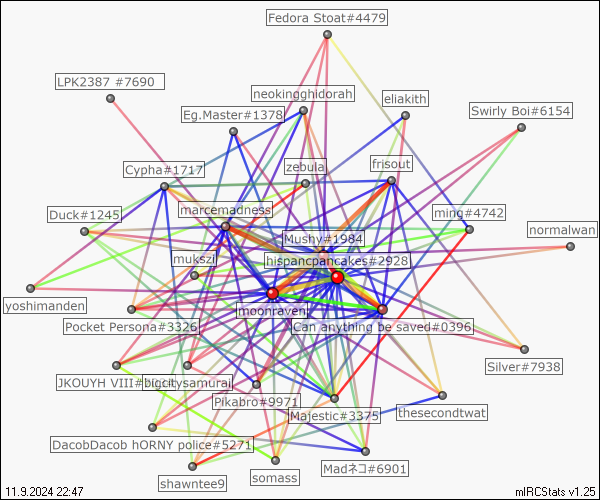 Fedora Stoat#4479
LPK2387 #7690
neokingghidorah
eliakith
Eg.Master#1378
Swirly Boi#6154
zebula
frisout
Cypha#1717
marcemadness
Duck#1245
ming#4742
normalwan
Mushy#1984
mukszi
hispancpancakes#2928
yoshimanden
moonraven
Pocket Persona#3326
Can anything be saved#0396
Silver#7938
JKOUYH VIII#
bigcitysamurai
Pikabro#9971
Majestic#3375
thesecondtwat
DacobDacob hORNY police#5271
somass
Madネコ#6901
shawntee9
11.9.2024 22:47
mIRCStats v1.25